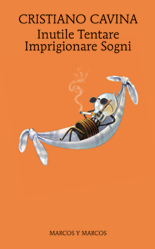 CRISTIANO CAVINA
Inutile Tentare
Imprigionare Sogni
MARCOS Y MARCOS